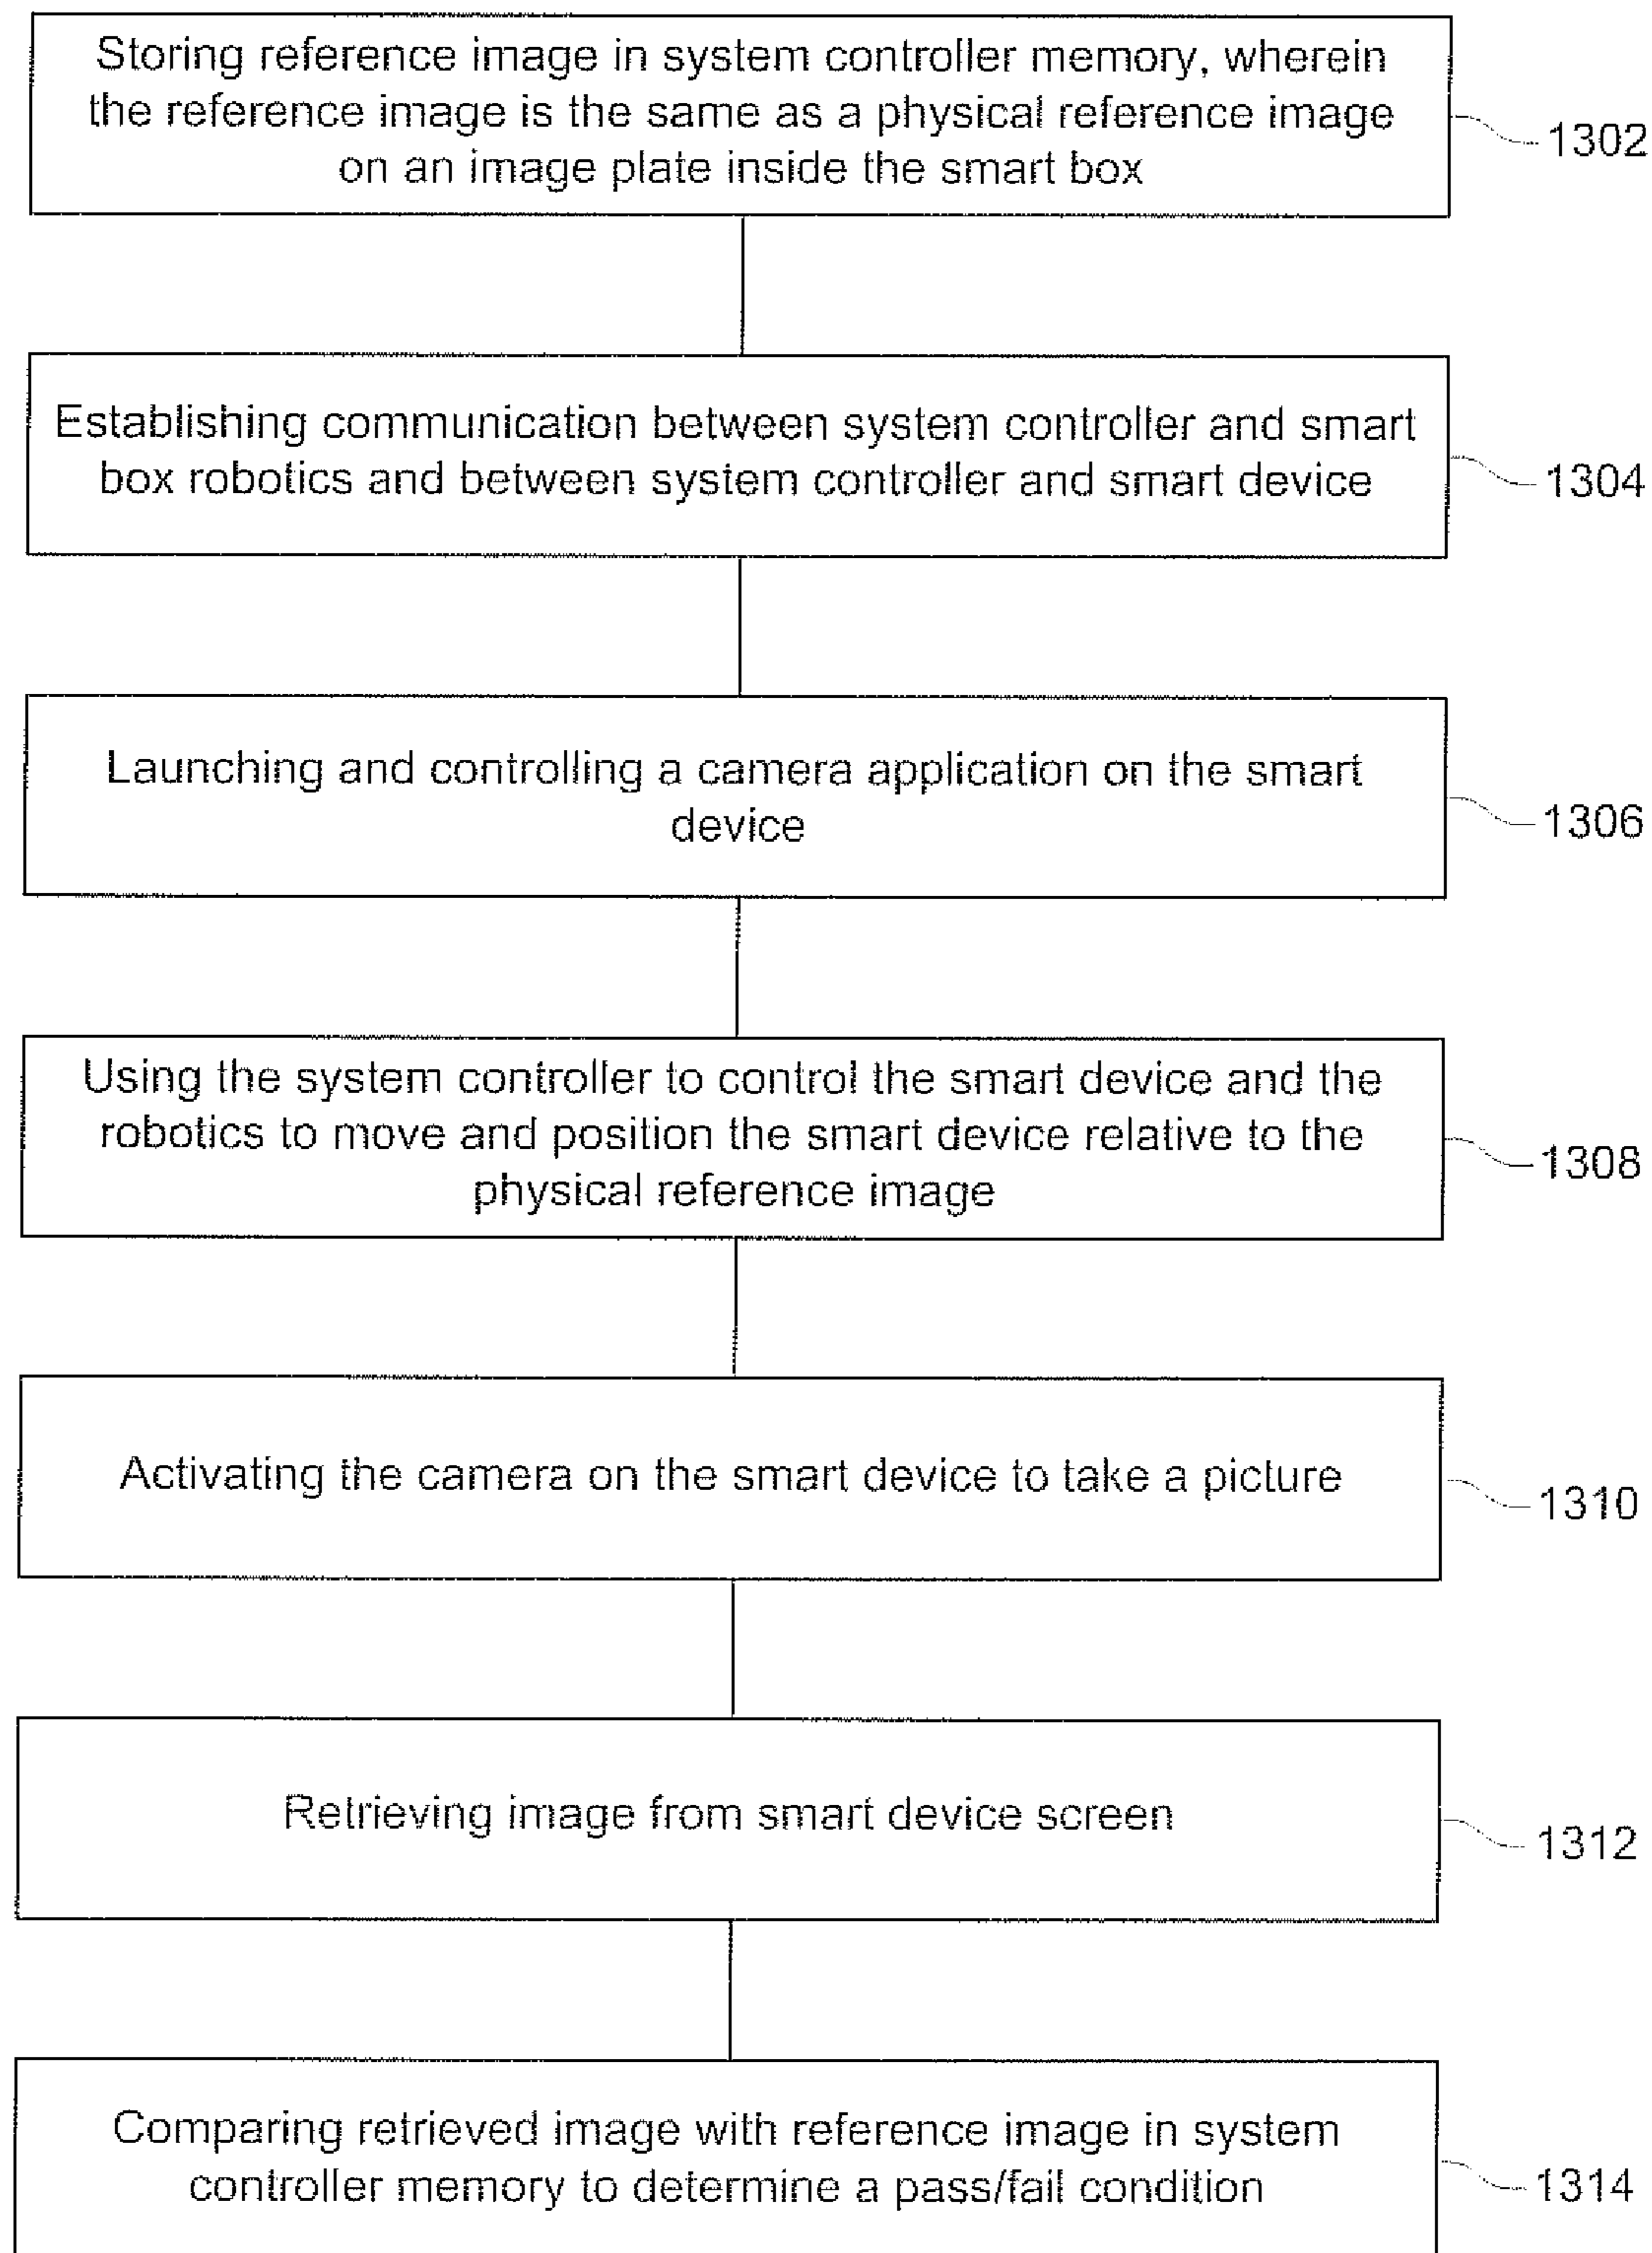 Storing reference image in system controller memory, wherein
the reference image is the same as a physical reference image
on an image plate inside the smart box
1302
Establishing communication between system controller and smart
box robotics and between system controller and smart device
1304
Launching and controlling a camera application on the smart
device
1306
Using the system controller to control the smart device and the
robotics to move and position the smart device relative to the
physical reference image
1308
Activating the camera on the smart device to take a picture
1310
Retrieving image from smart device screen
1312
Comparing retrieved image with reference image in system
controller memory to determine a pass/fail condition
1314